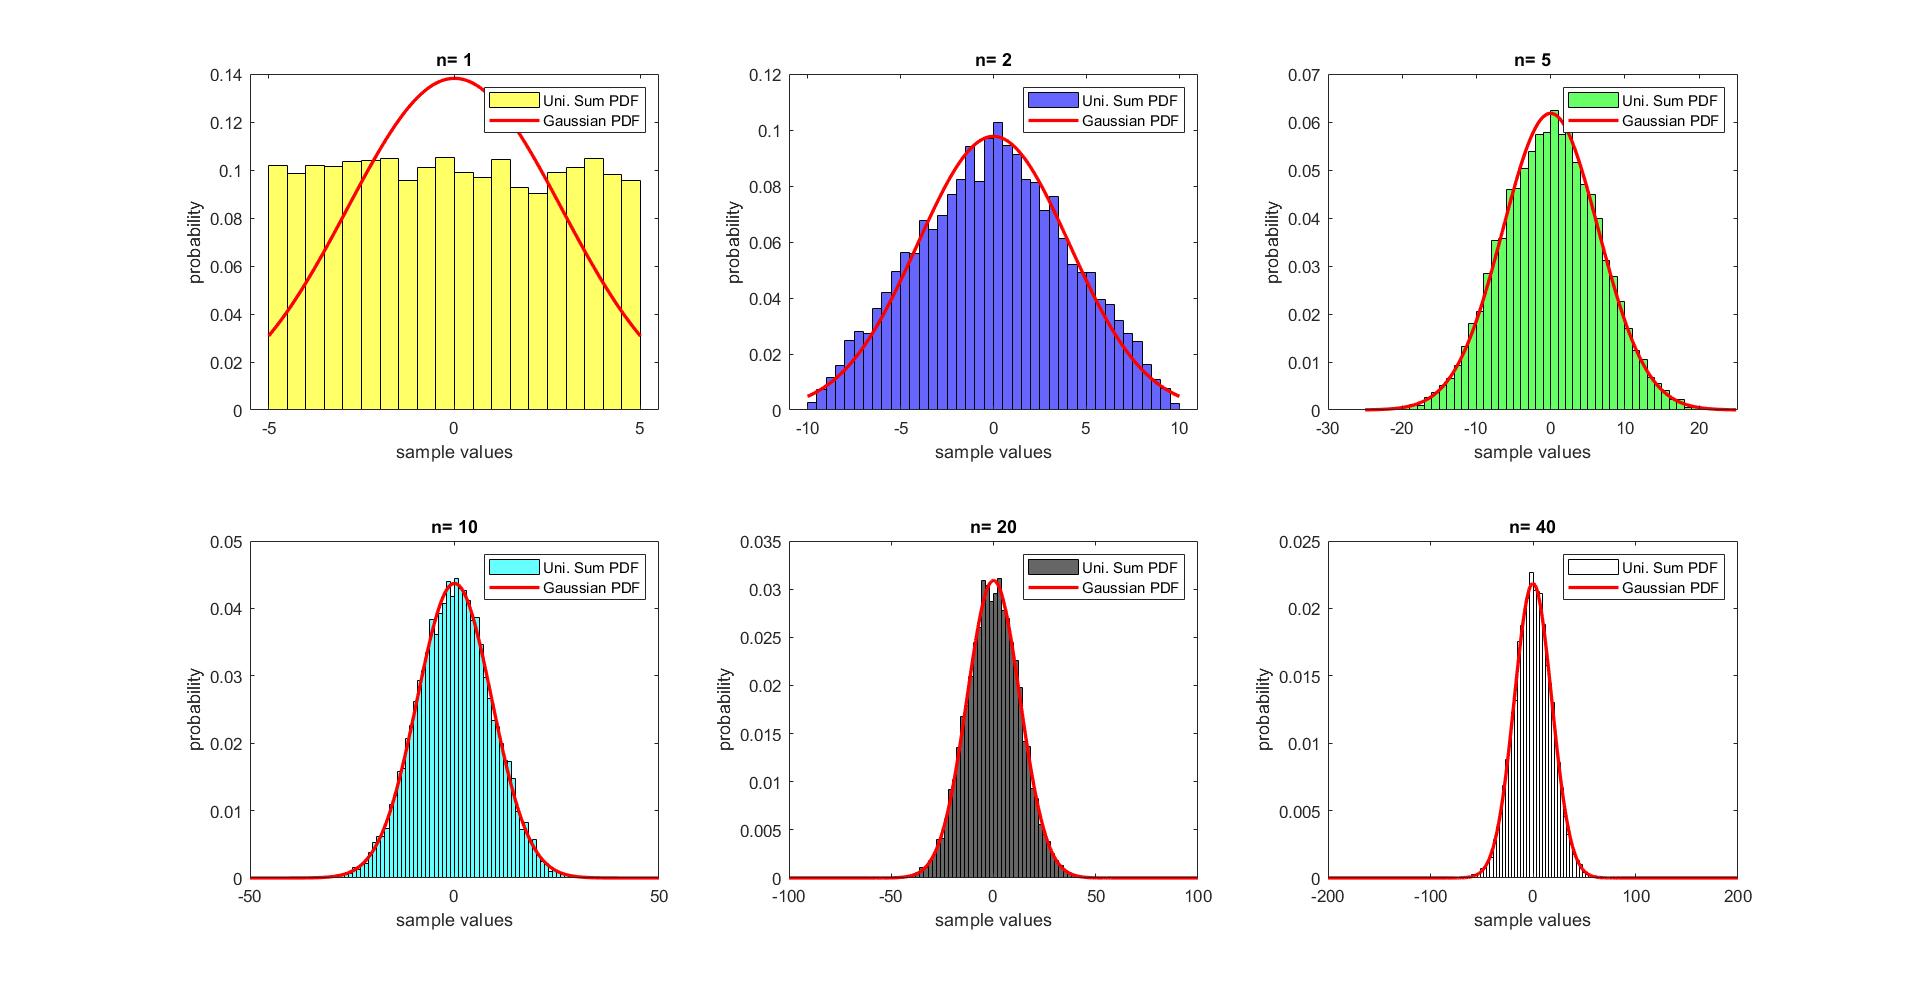 n= 1
0.14
0.12
0.1
0.08
0.06
0.04
0.02
0
-5
0
5
probability
sample values
Uni. Sum PDF
Gaussian PDF
n= 2
0.12
0.1
0.08
0.06
0.04
0.02
0
-10
-5
0
5
10
probability
sample values
Uni. Sum PDF
Gaussian PDF
n= 5
0.07
0.06
0.05
0.04
0.03
0.02
0.01
0
-30
-20
-10
0
10
20
probability
sample values
Uni. Sum PDF
Gaussian PDF
n= 10
0.05
0.04
0.03
0.02
0.01
0
-50
0
50
probability
sample values
Uni. Sum PDF
Gaussian PDF
n= 20
0.035
0.03
0.025
0.02
0.015
0.01
0.005
0
-100
-50
0
50
100
probability
sample values
Uni. Sum PDF
Gaussian PDF
n= 40
0.025
0.02
0.015
0.01
0.005
0
-200
-100
0
100
200
probability
sample values
Uni. Sum PDF
Gaussian PDF